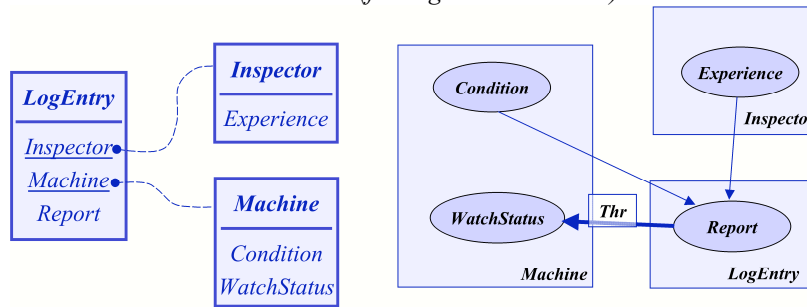 LogEntry
Inspector
Machine
Report
Inspector
Experience
Machine
Condition
WatchStatus
Condition
WatchStatus
Machine
Experience
Inspecto
Thr
Report
LogEntry